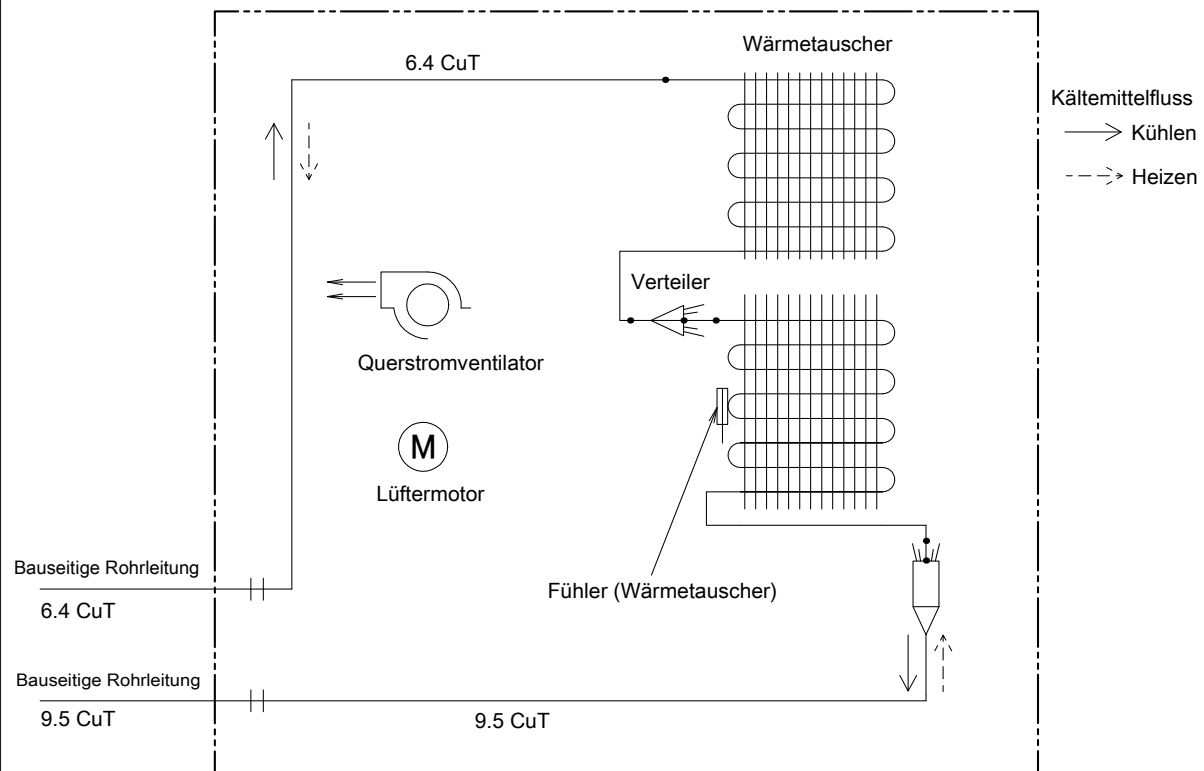 Wärmetauscher
6.4 CuT
Kältemittelfluss
Kühlen
Heizen
Verteiler
Querstromventilator
M
Lüftermotor
Fühler (Wärmetauscher)
Bauseitige Rohrleitung
6.4 CuT
Bauseitige Rohrleitung
9.5 CuT
9.5 CuT